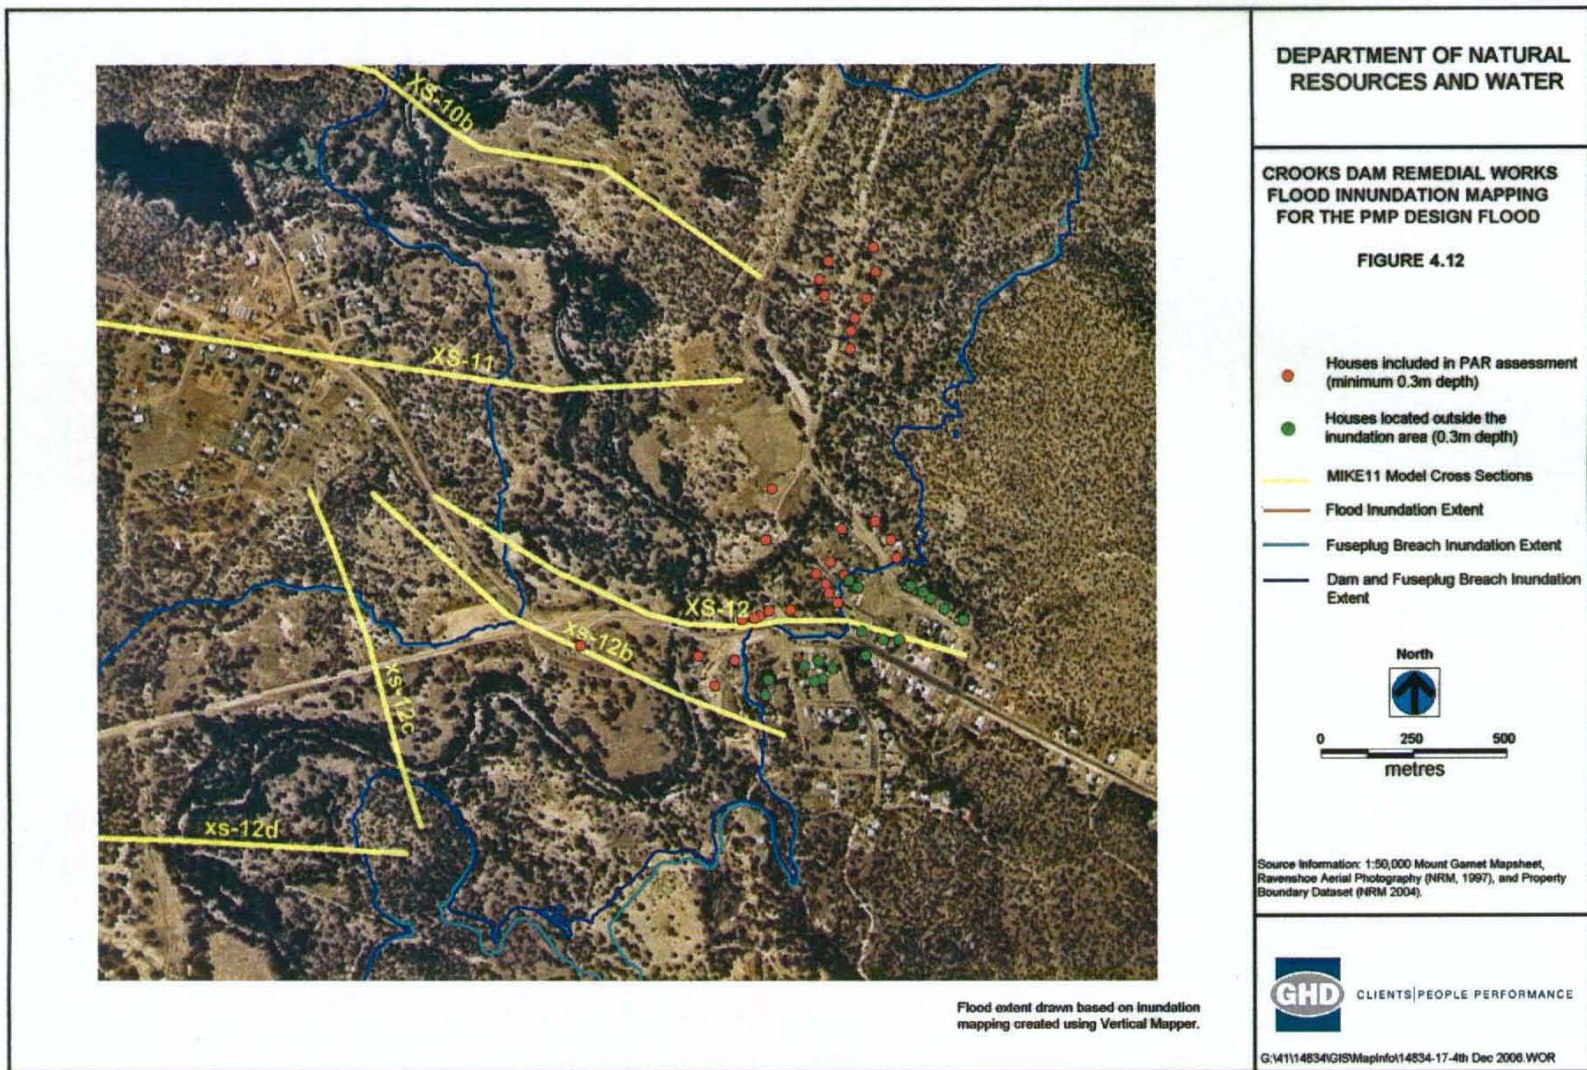 XS-10b
XS-11
XS-12
xs-12b
xs-12c
xs-12d
Flood extent drawn based on inundation
mapping created using Vertical Mapper.
DEPARTMENT OF NATURAL
RESOURCES AND WATER
CROOKS DAM REMEDIAL WORKS
FLOOD INNUNDATION MAPPING
FOR THE PMP DESIGN FLOOD
FIGURE 4.12
Houses included in PAR assessment
(minimum 0.3m depth)
Houses located outside the
inundation area (0.3m depth)
MIKE11 Model Cross Sections
Flood Inundation Extent
Fuseplug Breach Inundation Extent
Dam and Fuseplug Breach Inundation
Extent
North
0 250 500
metres
Source Information: 1:50,000 Mount Garnet Mapsheet,
Ravenshoe Aerial Photography (NRM, 1997), and Property
Boundary Dataset (NRM 2004).
GHD CLIENTS|PEOPLE PERFORMANCE
G:\41\14634\GIS\MapInfo\14634-17-4th Dec 2006.WOR